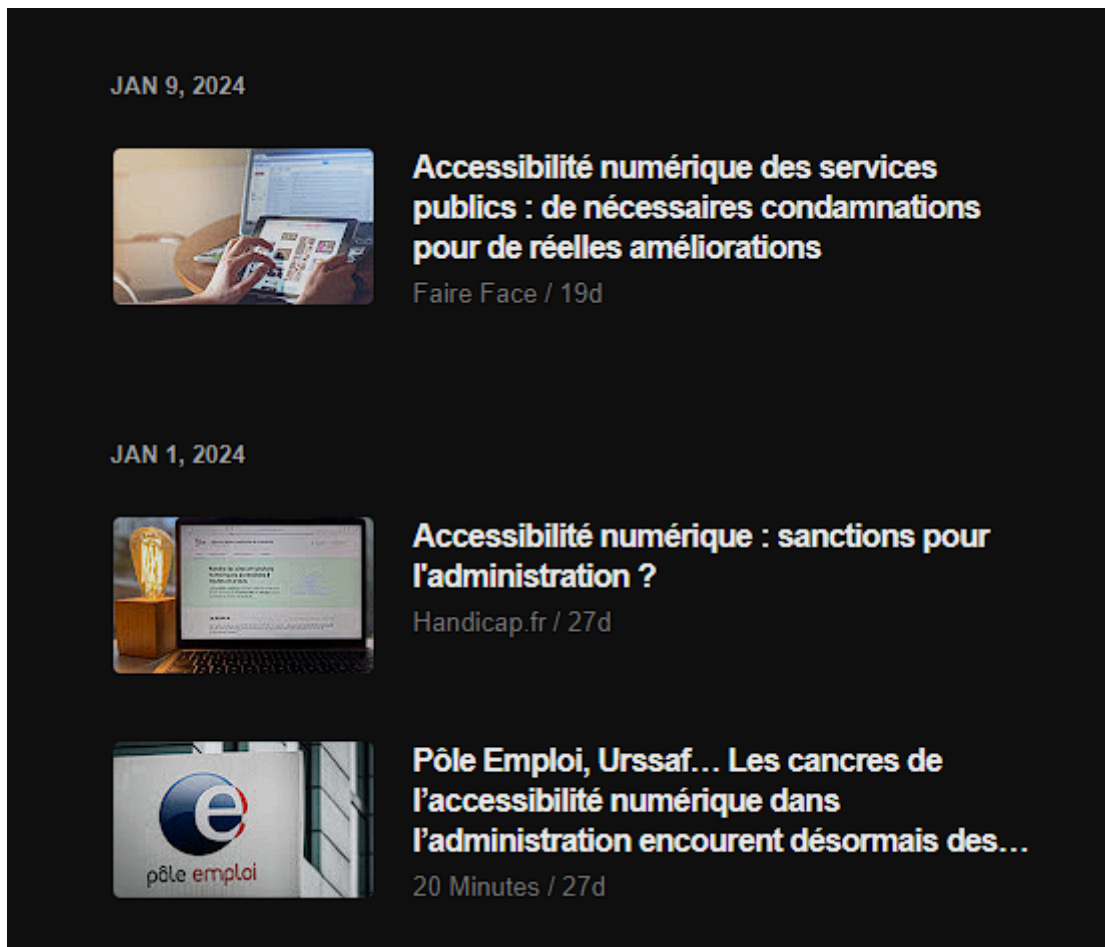 JAN 9, 2024
Accessibilité numérique des services
publics : de nécessaires condamnations
pour de réelles améliorations
Faire Face / 19d
JAN 1, 2024
Accessibilité numérique : sanctions pour
l'administration ?
Handicap.fr / 27d
Pôle Emploi, Urssaf… Les cancres de
l’accessibilité numérique dans
l’administration encourent désormais des…
20 Minutes / 27d
pôle emploi